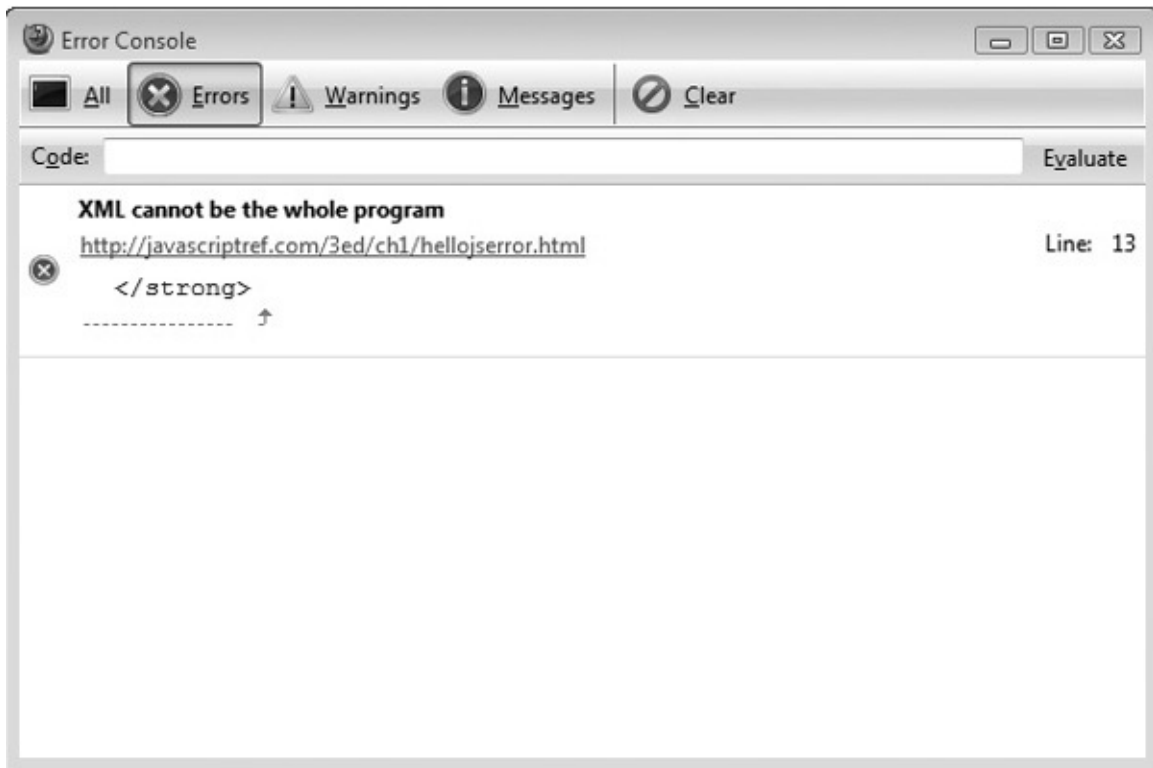 Error Console
All Errors Warnings Messages Clear
Code: Evaluate
XML cannot be the whole program
http://javascriptref.com/3ed/ch1/hellojserror.html Line: 13
</strong>